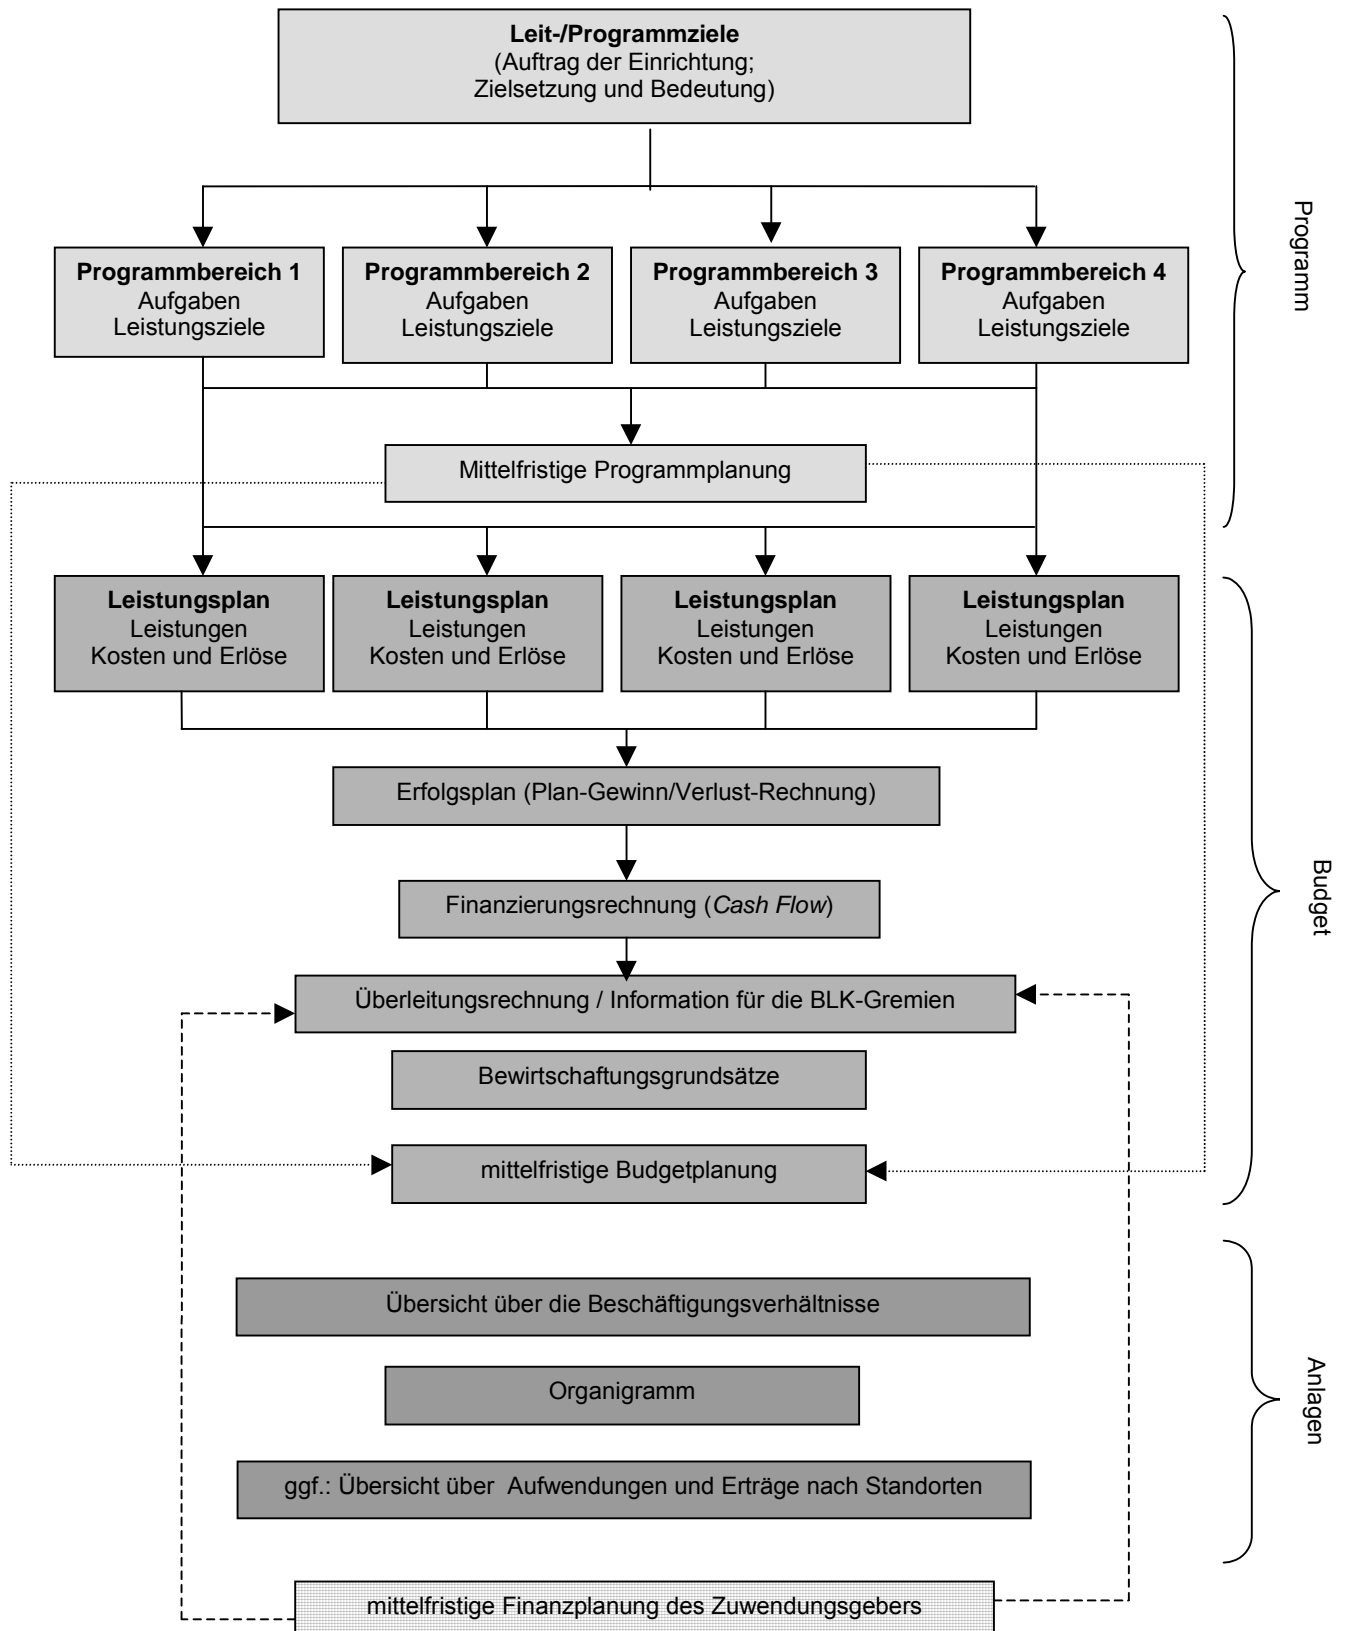 Leit-/Programmziele
(Auftrag der Einrichtung;
Zielsetzung und Bedeutung)
Programm
Programmbereich 1
Aufgaben
Leistungsziele
Programmbereich 2
Aufgaben
Leistungsziele
Programmbereich 3
Aufgaben
Leistungsziele
Programmbereich 4
Aufgaben
Leistungsziele
Mittelfristige Programmplanung
Leistungsplan
Leistungen
Kosten und Erlöse
Leistungsplan
Leistungen
Kosten und Erlöse
Leistungsplan
Leistungen
Kosten und Erlöse
Leistungsplan
Leistungen
Kosten und Erlöse
Erfolgsplan (Plan-Gewinn/Verlust-Rechnung)
Budget
Finanzierungsrechnung (Cash Flow)
Überleitungsrechnung / Information für die BLK-Gremien
Bewirtschaftungsgrundsätze
mittelfristige Budgetplanung
Übersicht über die Beschäftigungsverhältnisse
Organigramm
Anlagen
ggf.: Übersicht über Aufwendungen und Erträge nach Standorten
mittelfristige Finanzplanung des Zuwendungsgebers